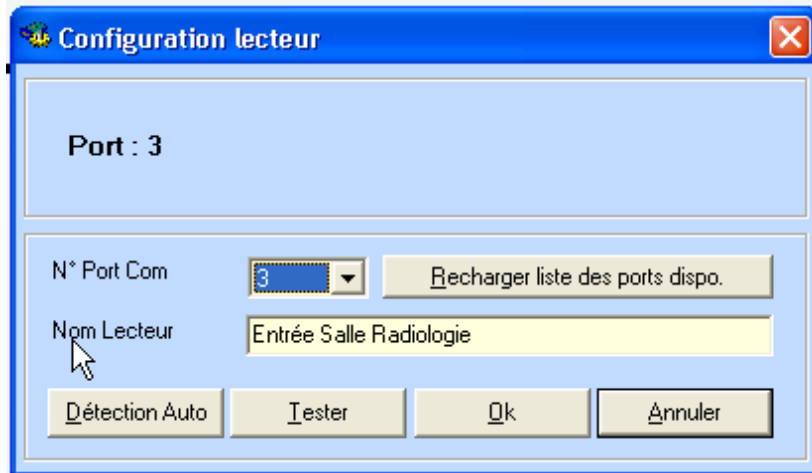 Configuration lecteur
Port : 3
N° Port Com 3 Recharger liste des ports dispo.
Nom Lecteur Entrée Salle Radiologie
Détection Auto Tester Ok Annuler